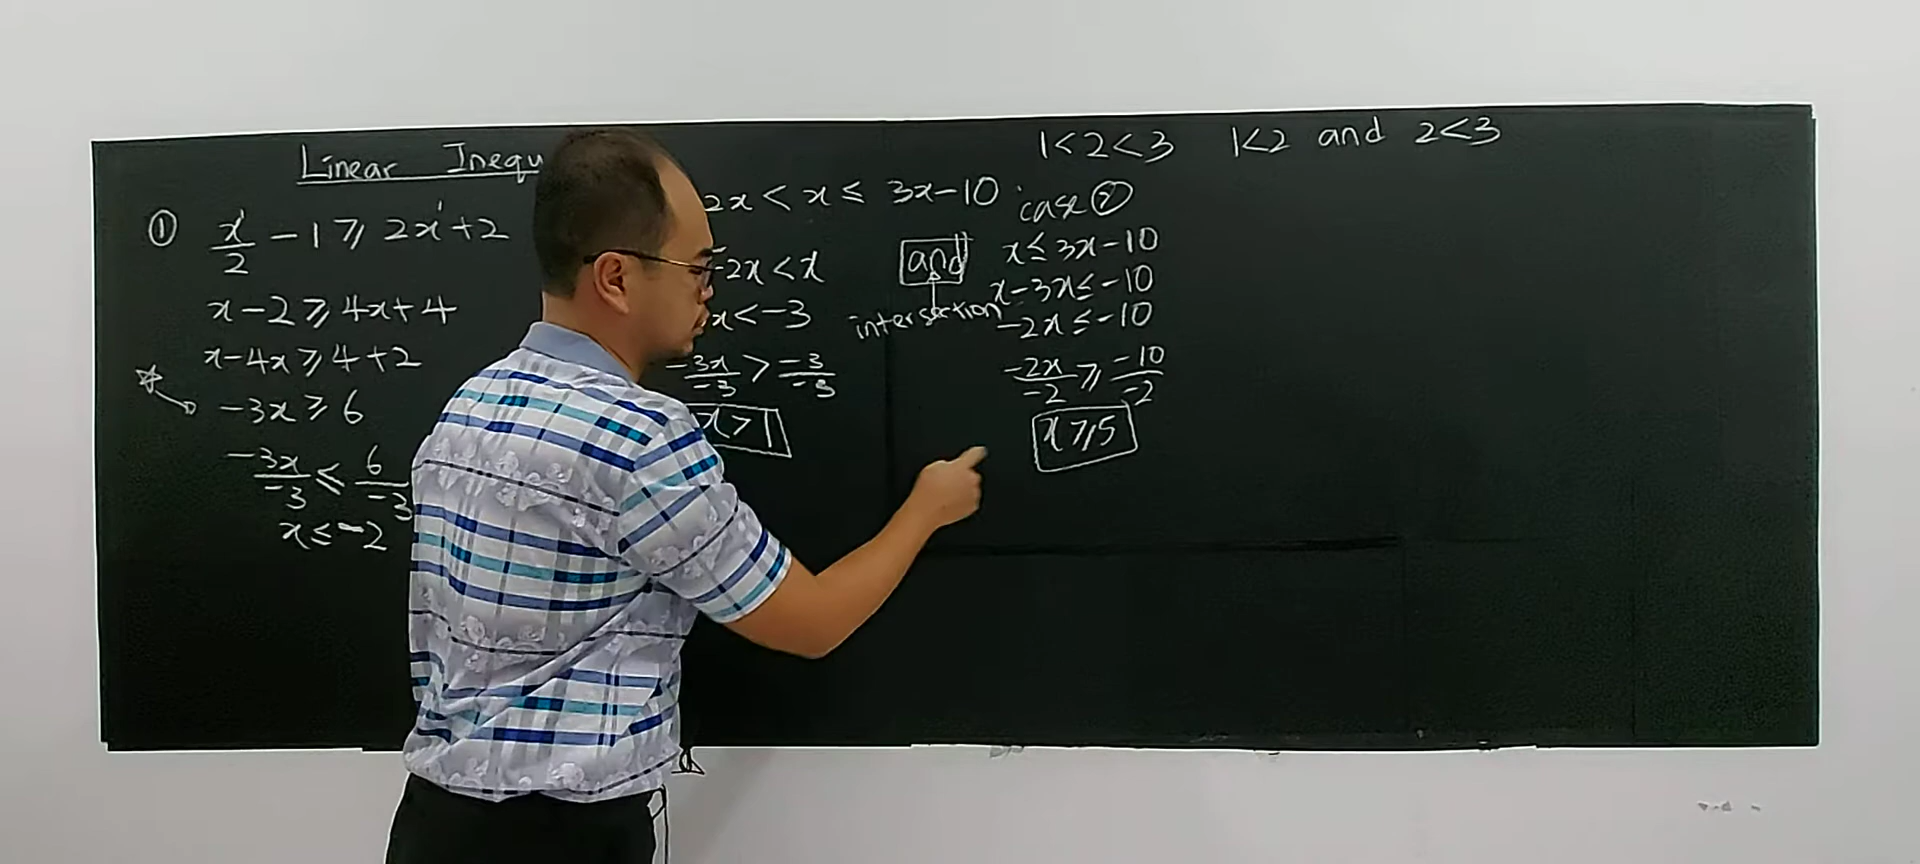 Linear Inequ
1<2<3 1<2 and 2<3
① x/2 - 1 ⩾ 2x + 2
x - 2 ⩾ 4x + 4
x - 4x ⩾ 4 + 2
-3x ⩾ 6
-3x/-3 ≤ 6/-3
x ≤ -2
2x < x ≤ 3x - 10
-2x < x
x < -3
-3x/-3 > -3/-3
x > 1
and
intersection
case ②
x ≤ 3x - 10
x - 3x ≤ -10
-2x ≤ -10
-2x/-2 ⩾ -10/-2
x ⩾ 5